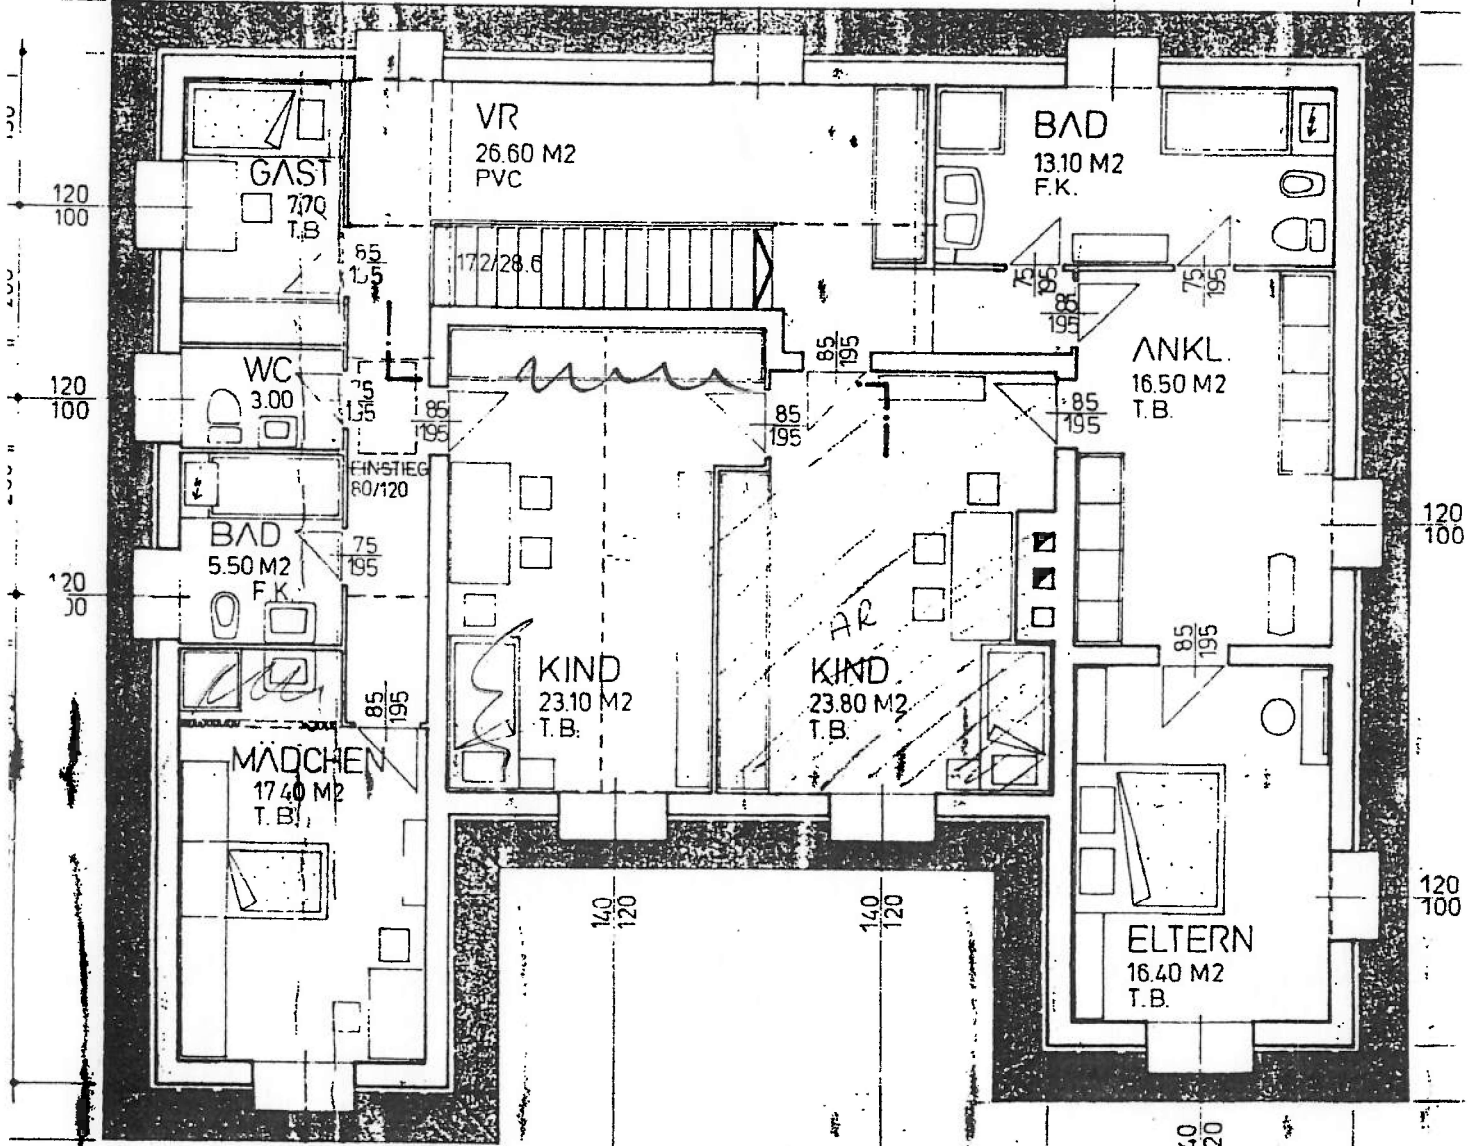 VR
26.60 M2
PVC
BAD
13.10 M2
F.K.
GAST
7.70
T.B.
120
100
85
172/28.6
75
195
75
195
85
195
85
195
ANKL.
16.50 M2
T.B.
WC
3.00
120
100
85
195
85
195
85
195
EINSTIEG
80/120
BAD
5.50 M2
F.K.
75
195
120
100
AR
KIND
23.10 M2
T.B.
KIND
23.80 M2
T.B.
85
195
85
195
MÄDCHEN
17.40 M2
T.B.
140
120
140
120
120
100
ELTERN
16.40 M2
T.B.